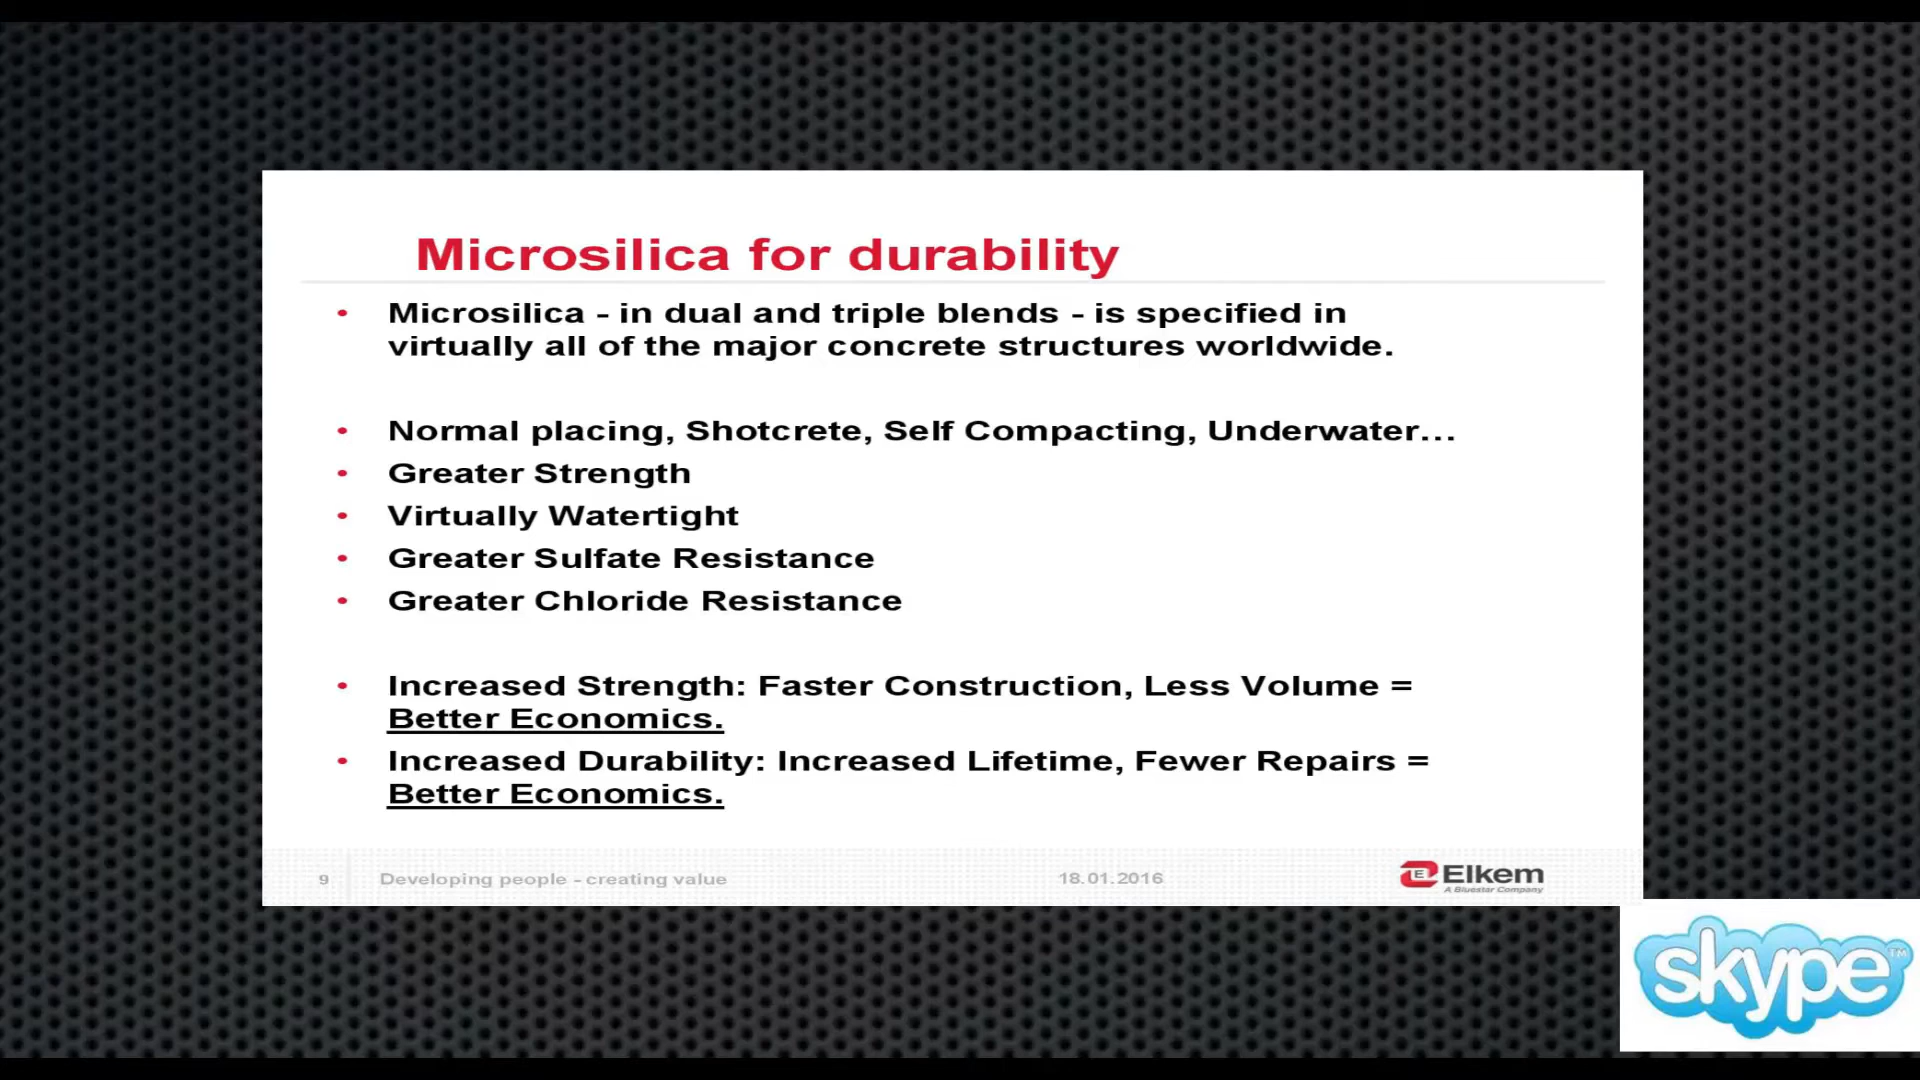 Microsilica for durability
• Microsilica - in dual and triple blends - is specified in
virtually all of the major concrete structures worldwide.
• Normal placing, Shotcrete, Self Compacting, Underwater...
• Greater Strength
• Virtually Watertight
• Greater Sulfate Resistance
• Greater Chloride Resistance
• Increased Strength: Faster Construction, Less Volume =
Better Economics.
• Increased Durability: Increased Lifetime, Fewer Repairs =
Better Economics.
9 Developing people - creating value 18.01.2016
Elkem
A Bluestar Company
skype™